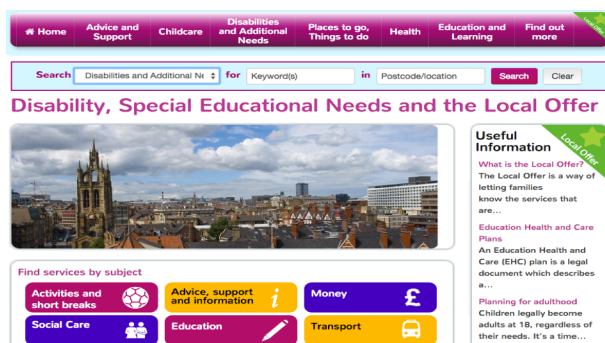 Home
Advice and
Support
Childcare
Disabilities
and Additional
Needs
Places to go,
Things to do
Health
Education and
Learning
Find out
more
Local Offer
Search Disabilities and Additional Ne for Keyword(s) in Postcode/location Search Clear
Disability, Special Educational Needs and the Local Offer
Useful
Information
Local Offer
What is the Local Offer?
The Local Offer is a way of
letting families
know the services that
are...
Education Health and Care
Plans
An Education Health and
Care (EHC) plan is a legal
document which describes
a...
Planning for adulthood
Children legally become
adults at 18, regardless of
their needs. It's a time...
Find services by subject
Activities and
short breaks
Advice, support
and information
i
Money
£
Social Care
Education
Transport